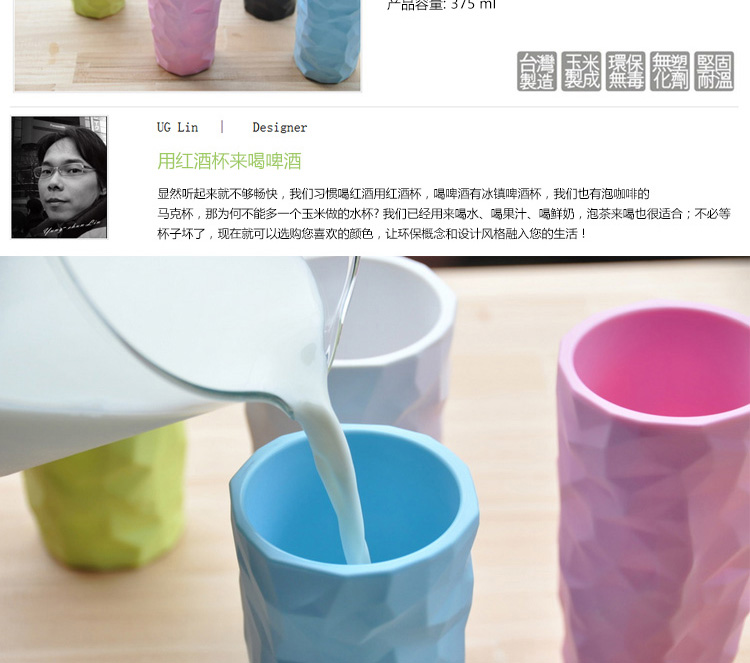 产品容量: 375 ml
台灣製造 玉米製成 環保無毒 無塑化劑 堅固耐溫
UG Lin | Designer
用红酒杯来喝啤酒
显然听起来就不够畅快，我们习惯喝红酒用红酒杯，喝啤酒有冰镇啤酒杯，我们也有泡咖啡的
马克杯，那为何不能多一个玉米做的水杯? 我们已经用来喝水、喝果汁、喝鲜奶，泡茶来喝也很适合；不必等
杯子坏了，现在就可以选购您喜欢的颜色，让环保概念和设计风格融入您的生活！